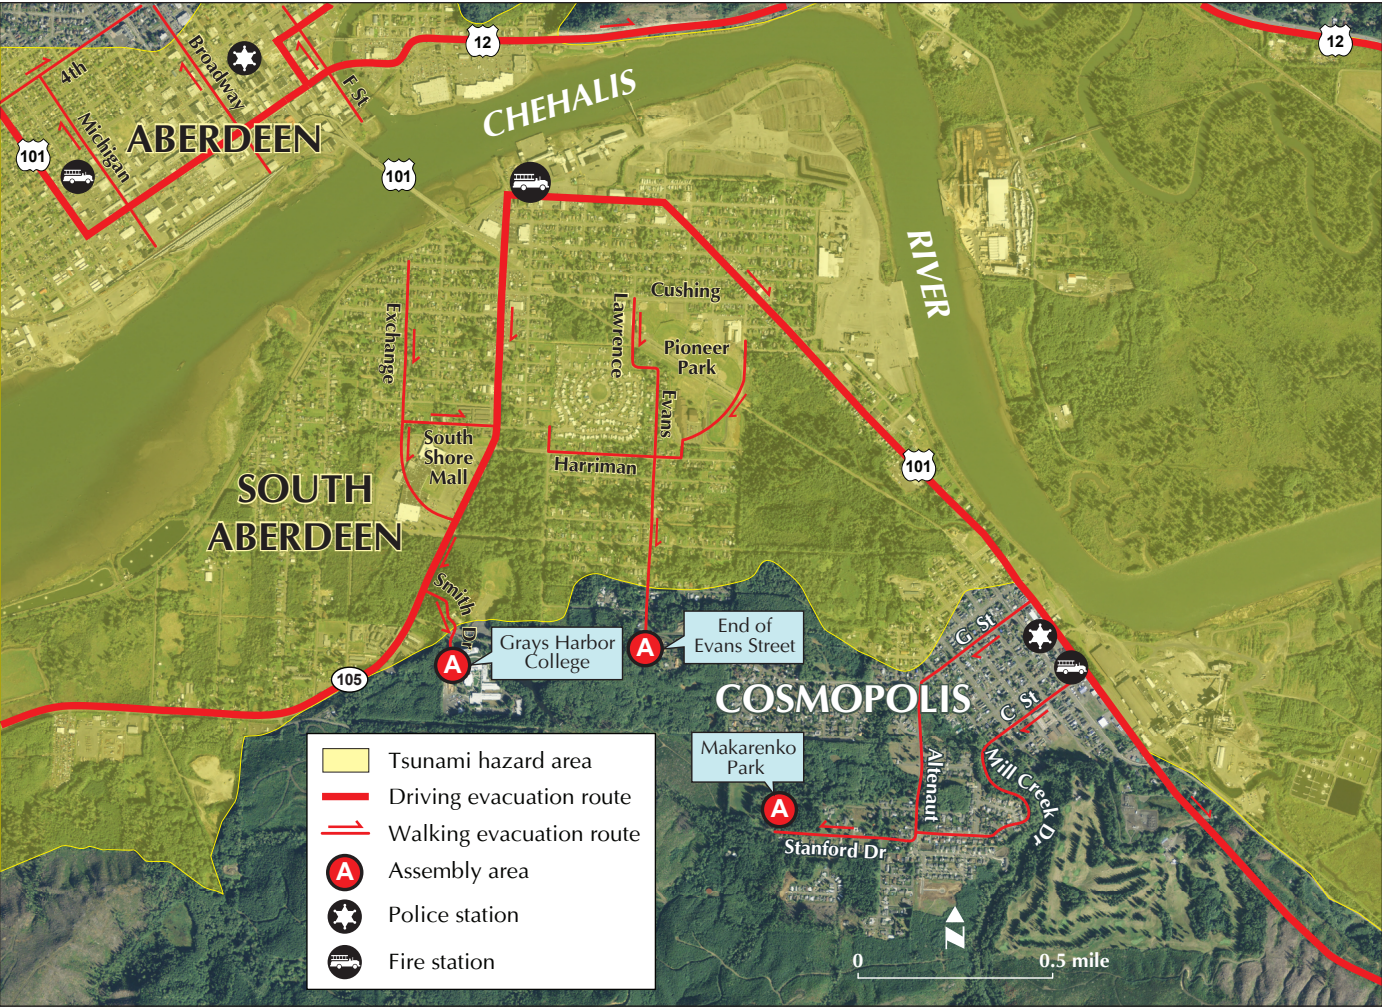 12
12
4th
Broadway
F St
Michigan
ABERDEEN
101
CHEHALIS
101
RIVER
Exchange
Lawrence
Cushing
Pioneer
Park
Evans
South
Shore
Mall
Harriman
101
SOUTH
ABERDEEN
Smith
Dr
Grays Harbor
College
A
A
End of
Evans Street
G St
105
COSMOPOLIS
C St
Makarenko
Park
A
Altenaut
Mill Creek
Dr
Stanford Dr
Tsunami hazard area
Driving evacuation route
Walking evacuation route
A
Assembly area
Police station
Fire station
N
0
0.5 mile